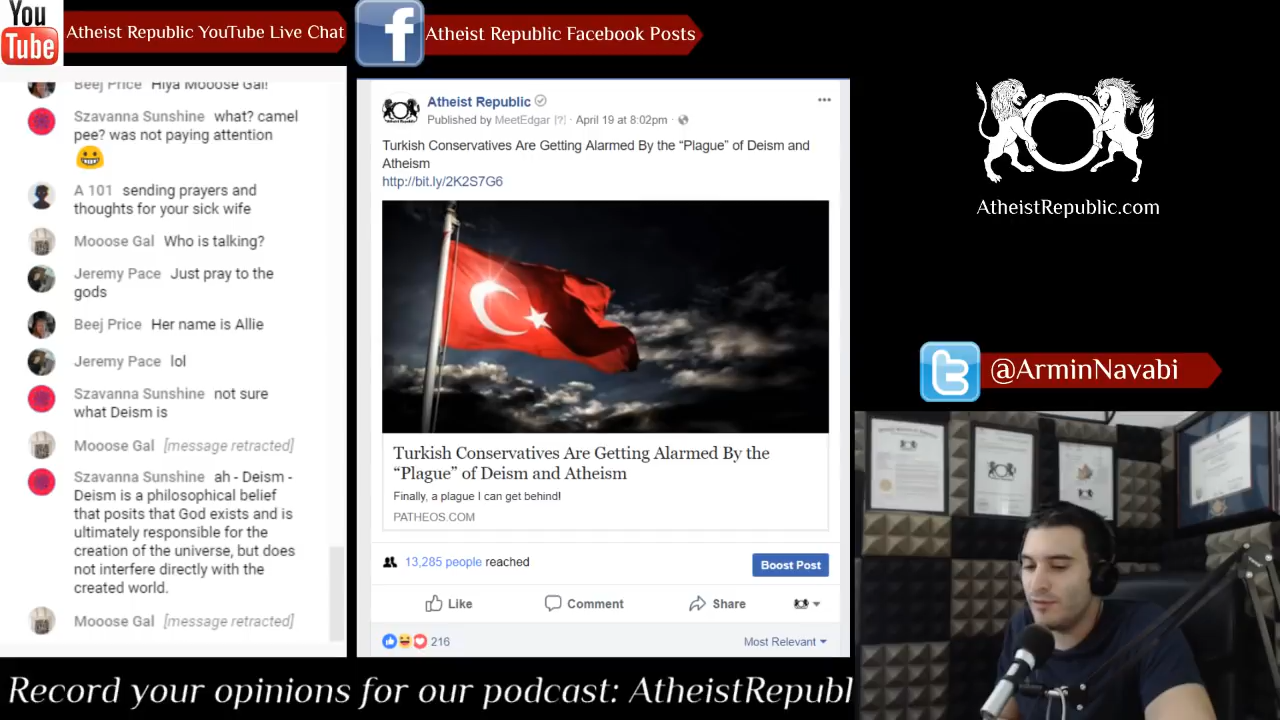 You
Tube
Atheist Republic YouTube Live Chat
Atheist Republic Facebook Posts
Beej Price Hiya Mooose Gal!
Szavanna Sunshine what? camel
pee? was not paying attention
A 101 sending prayers and
thoughts for your sick wife
Mooose Gal Who is talking?
Jeremy Pace Just pray to the
gods
Beej Price Her name is Allie
Jeremy Pace lol
Szavanna Sunshine not sure
what Deism is
Mooose Gal [message retracted]
Szavanna Sunshine ah - Deism -
Deism is a philosophical belief
that posits that God exists and is
ultimately responsible for the
creation of the universe, but does
not interfere directly with the
created world.
Mooose Gal [message retracted]
Atheist Republic
Published by MeetEdgar [?] · April 19 at 8:02pm ·
Turkish Conservatives Are Getting Alarmed By the “Plague” of Deism and
Atheism
http://bit.ly/2K2S7G6
Turkish Conservatives Are Getting Alarmed By the
“Plague” of Deism and Atheism
Finally, a plague I can get behind!
PATHEOS.COM
13,285 people reached
Boost Post
Like
Comment
Share
216
Most Relevant
AtheistRepublic.com
@ArminNavabi
Record your opinions for our podcast: AtheistRepubl